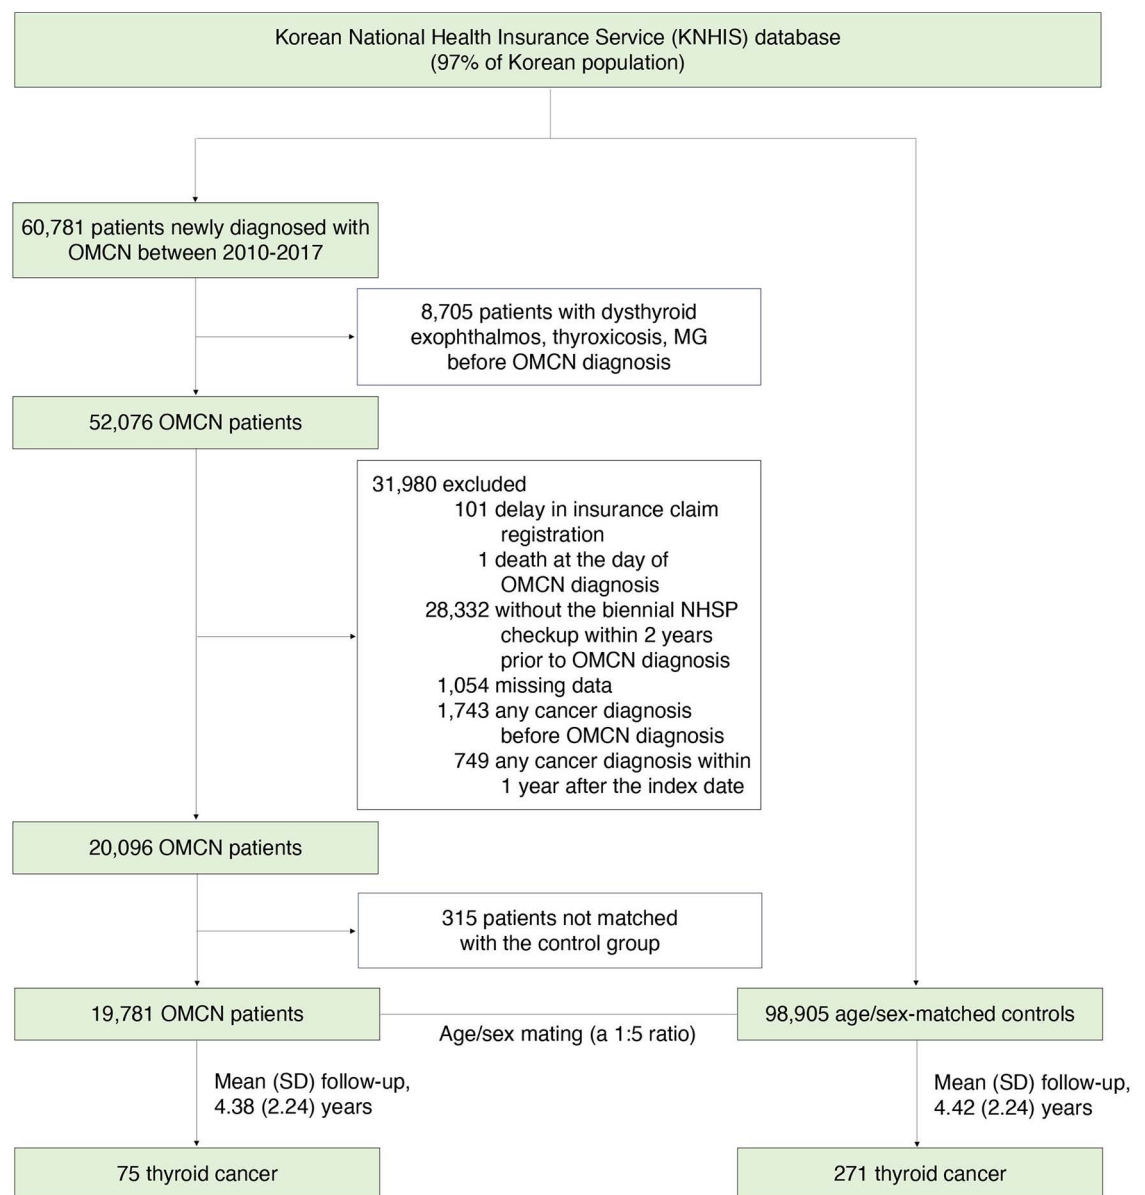 Korean National Health Insurance Service (KNHIS) database
(97% of Korean population)
60,781 patients newly diagnosed with
OMCN between 2010-2017
8,705 patients with dysthyroid
exophthalmos, thyroxicosis, MG
before OMCN diagnosis
52,076 OMCN patients
31,980 excluded
101 delay in insurance claim
registration
1 death at the day of
OMCN diagnosis
28,332 without the biennial NHSP
checkup within 2 years
prior to OMCN diagnosis
1,054 missing data
1,743 any cancer diagnosis
before OMCN diagnosis
749 any cancer diagnosis within
1 year after the index date
20,096 OMCN patients
315 patients not matched
with the control group
19,781 OMCN patients
98,905 age/sex-matched controls
Age/sex mating (a 1:5 ratio)
Mean (SD) follow-up,
4.38 (2.24) years
Mean (SD) follow-up,
4.42 (2.24) years
75 thyroid cancer
271 thyroid cancer